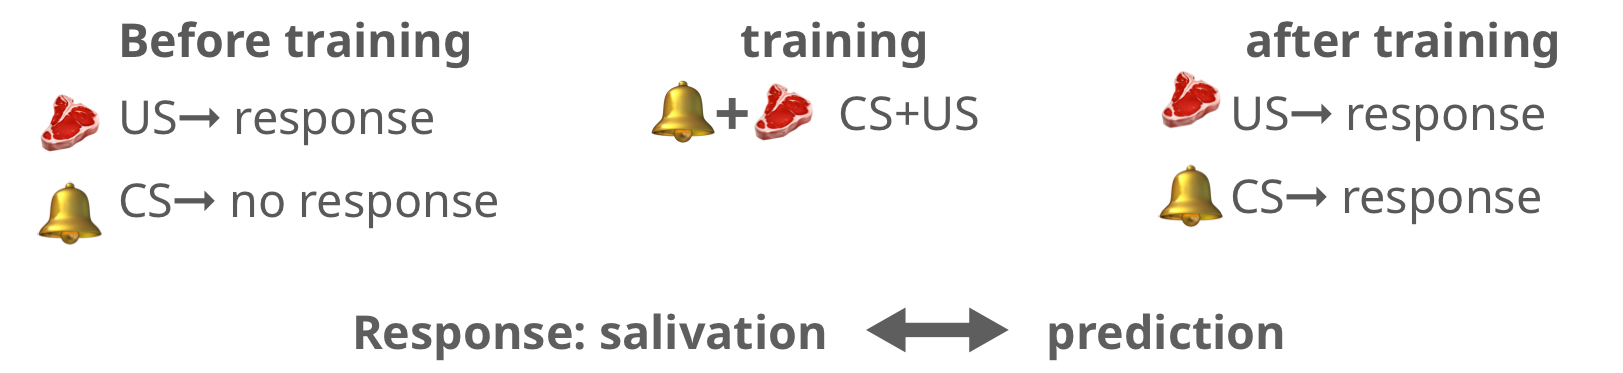 Before training
US→ response
CS→ no response
training
+ CS+US
after training
US→ response
CS→ response
Response: salivation ↔ prediction